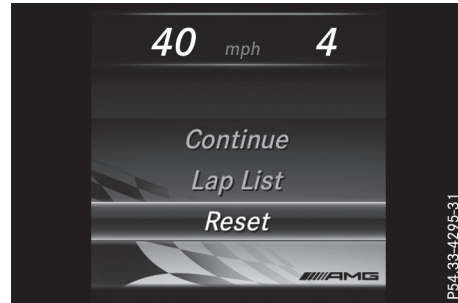 40 mph 4
Continue
Lap List
Reset
AMG
P54.33-4295-31